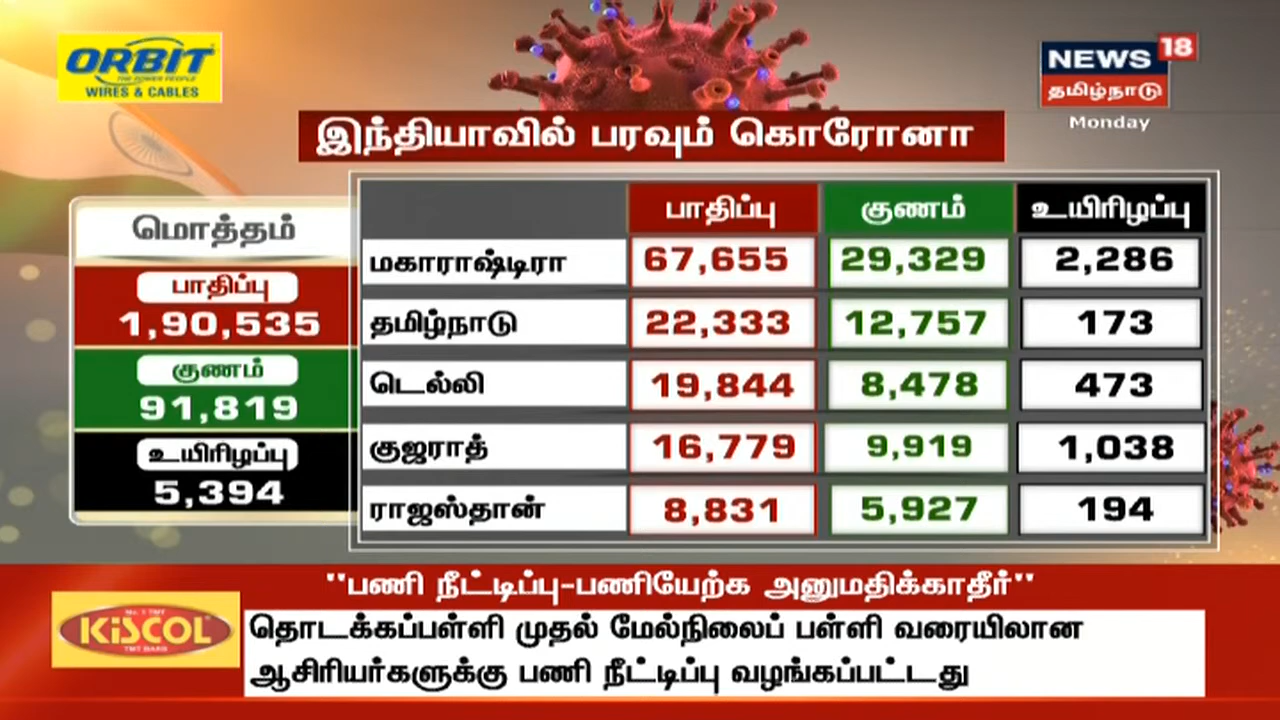 ORBIT
THE POWER PEOPLE
WIRES & CABLES
NEWS 18
தமிழ்நாடு
Monday
இந்தியாவில் பரவும் கொரோனா
மொத்தம்
பாதிப்பு
1,90,535
குணம்
91,819
உயிரிழப்பு
5,394
பாதிப்பு குணம் உயிரிழப்பு
மகாராஷ்டிரா 67,655 29,329 2,286
தமிழ்நாடு 22,333 12,757 173
டெல்லி 19,844 8,478 473
குஜராத் 16,779 9,919 1,038
ராஜஸ்தான் 8,831 5,927 194
"பணி நீட்டிப்பு-பணியேற்க அனுமதிக்காதீர்"
No. 1 TMT
KiSCOL
TMT BARS
தொடக்கப்பள்ளி முதல் மேல்நிலைப் பள்ளி வரையிலான
ஆசிரியர்களுக்கு பணி நீட்டிப்பு வழங்கப்பட்டது